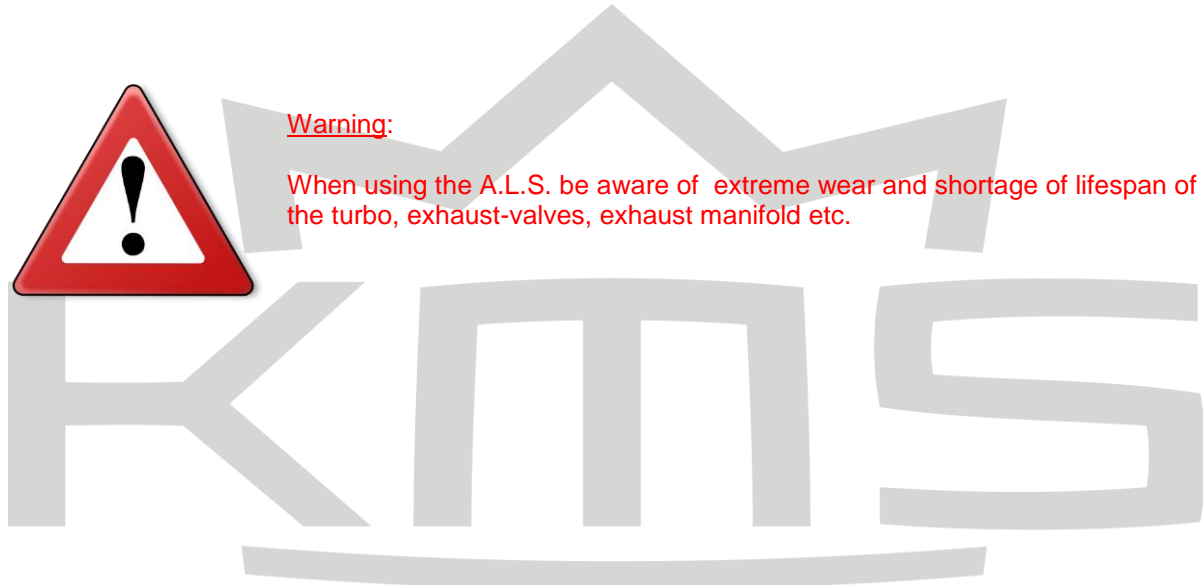 Warning:
When using the A.L.S. be aware of  extreme wear and shortage of lifespan of
the turbo, exhaust-valves, exhaust manifold etc.
KMS